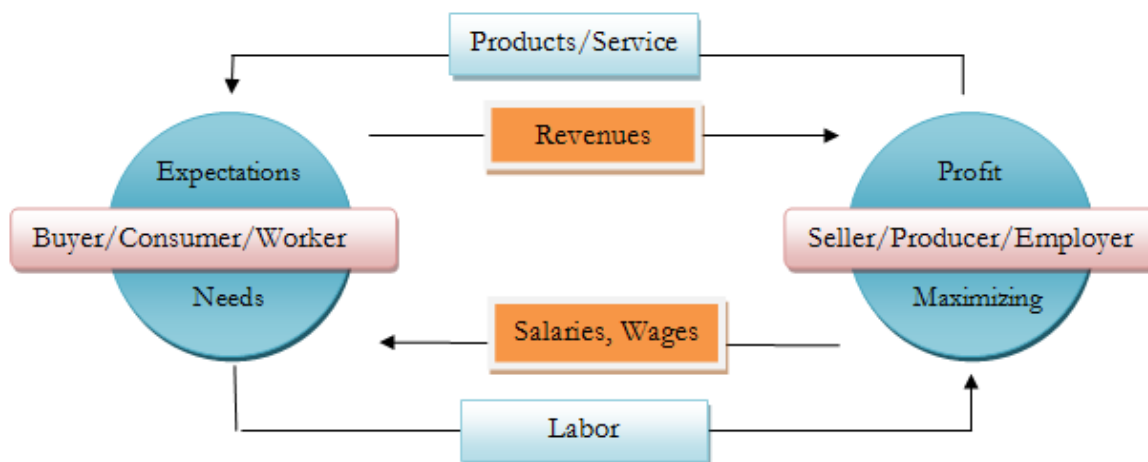 Products/Service
Revenues
Expectations
Profit
Buyer/Consumer/Worker
Seller/Producer/Employer
Needs
Maximizing
Salaries, Wages
Labor